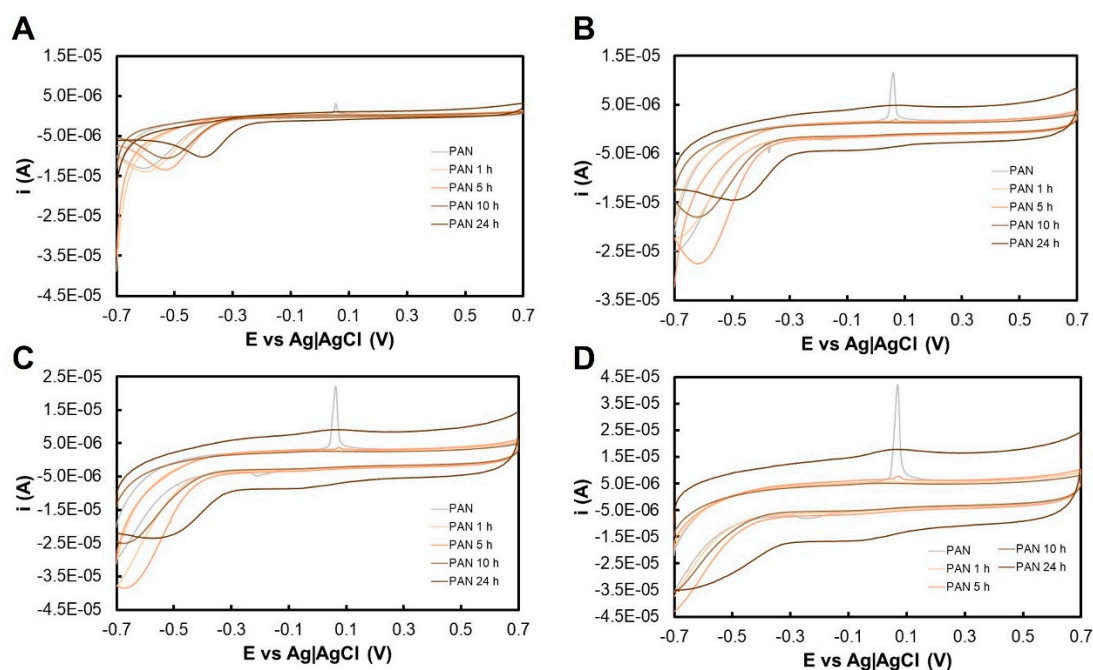 A
1.5E-05
5.0E-06
-5.0E-06
-1.5E-05
-2.5E-05
-3.5E-05
-4.5E-05
i (A)
-0.7 -0.5 -0.3 -0.1 0.1 0.3 0.5 0.7
E vs Ag|AgCl (V)
PAN
PAN 1 h
PAN 5 h
PAN 10 h
PAN 24 h
B
1.5E-05
5.0E-06
-5.0E-06
-1.5E-05
-2.5E-05
-3.5E-05
i (A)
-0.7 -0.5 -0.3 -0.1 0.1 0.3 0.5 0.7
E vs Ag|AgCl (V)
PAN
PAN 1 h
PAN 5 h
PAN 10 h
PAN 24 h
C
2.5E-05
1.5E-05
5.0E-06
-5.0E-06
-1.5E-05
-2.5E-05
-3.5E-05
-4.5E-05
i (A)
-0.7 -0.5 -0.3 -0.1 0.1 0.3 0.5 0.7
E vs Ag|AgCl (V)
PAN
PAN 1 h
PAN 5 h
PAN 10 h
PAN 24 h
D
4.5E-05
3.5E-05
2.5E-05
1.5E-05
5.0E-06
-5.0E-06
-1.5E-05
-2.5E-05
-3.5E-05
-4.5E-05
i (A)
-0.7 -0.5 -0.3 -0.1 0.1 0.3 0.5 0.7
E vs Ag|AgCl (V)
PAN PAN 10 h
PAN 1 h PAN 24 h
PAN 5 h